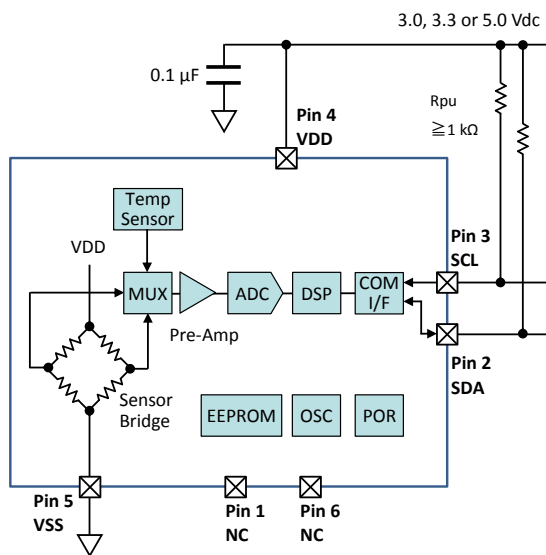 3.0, 3.3 or 5.0 Vdc
0.1 µF
Rpu
≧1 kΩ
Pin 4
VDD
Temp
Sensor
VDD
Pin 3
SCL
MUX
ADC
DSP
COM
I/F
Pre-Amp
Pin 2
SDA
Sensor
Bridge
EEPROM
OSC
POR
Pin 5
VSS
Pin 1
NC
Pin 6
NC